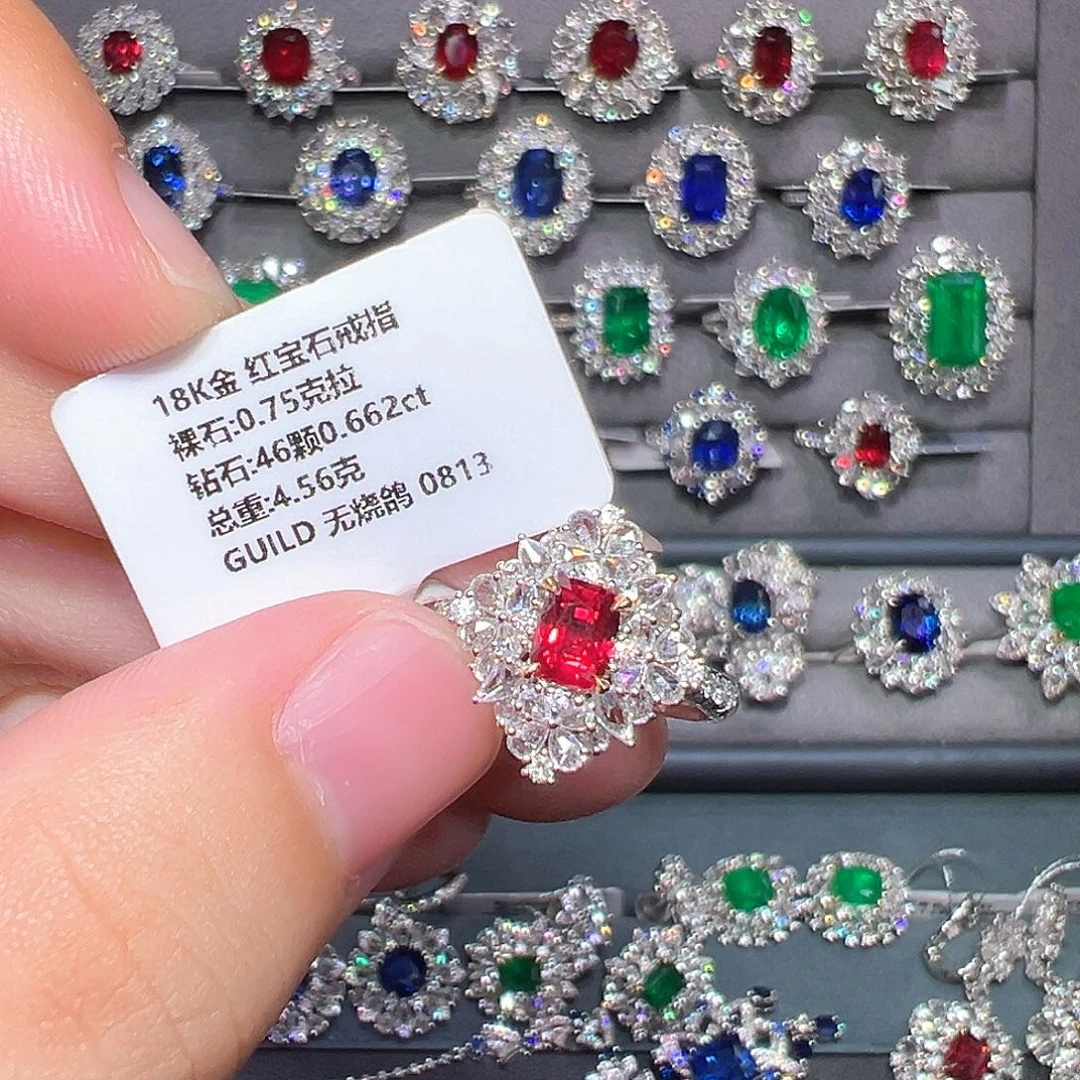 18K金 红宝石戒指
裸石:0.75克拉
钻石:46颗0.662ct
总重:4.56克
GUILD 无烧鸽 0813